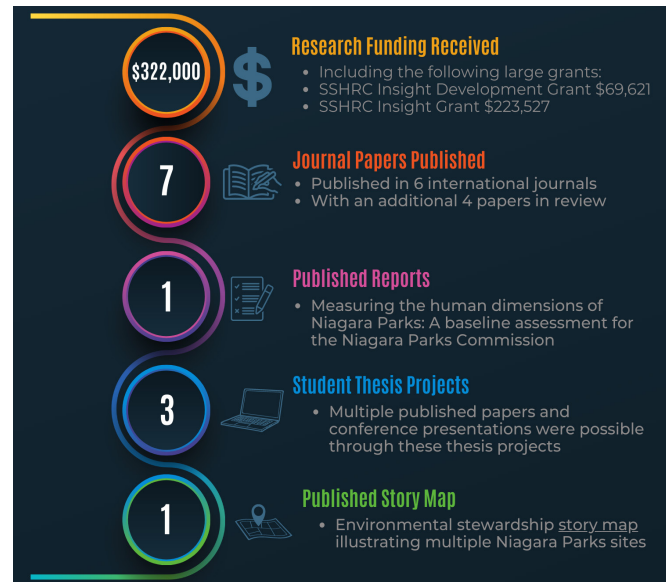 $322,000
Research Funding Received
• Including the following large grants:
• SSHRC Insight Development Grant $69,621
• SSHRC Insight Grant $223,527
7
Journal Papers Published
• Published in 6 international journals
• With an additional 4 papers in review
1
Published Reports
• Measuring the human dimensions of
Niagara Parks: A baseline assessment for
the Niagara Parks Commission
3
Student Thesis Projects
• Multiple published papers and
conference presentations were possible
through these thesis projects
1
Published Story Map
• Environmental stewardship story map
illustrating multiple Niagara Parks sites